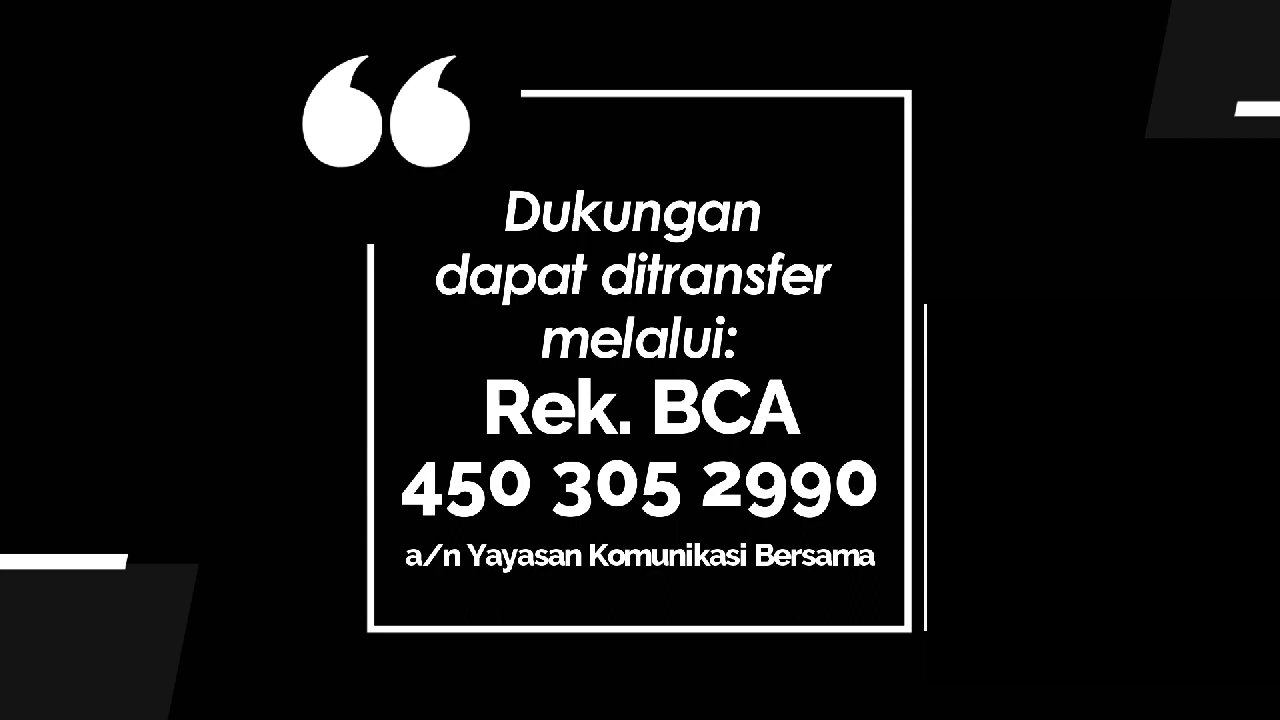 Dukungan
dapat ditransfer
melalui:
Rek. BCA
450 305 2990
a/n Yayasan Komunikasi Bersama